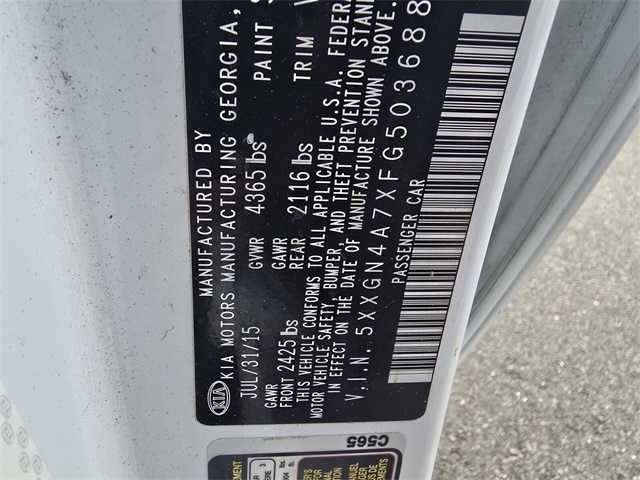 MANUFACTURED BY
KIA KIA MOTORS MANUFACTURING GEORGIA,
JUL/31/15 GVWR 4365 lbs PAINT
GAWR FRONT 2425 lbs GAWR REAR 2116 lbs TRIM
THIS VEHICLE CONFORMS TO ALL APPLICABLE U.S.A. FEDERA
MOTOR VEHICLE SAFETY, BUMPER, AND THEFT PREVENTION STAN
IN EFFECT ON THE DATE OF MANUFACTURE SHOWN ABOVE.
V.I.N. 5XXGN4A7XFG503688
PASSENGER CAR
C565